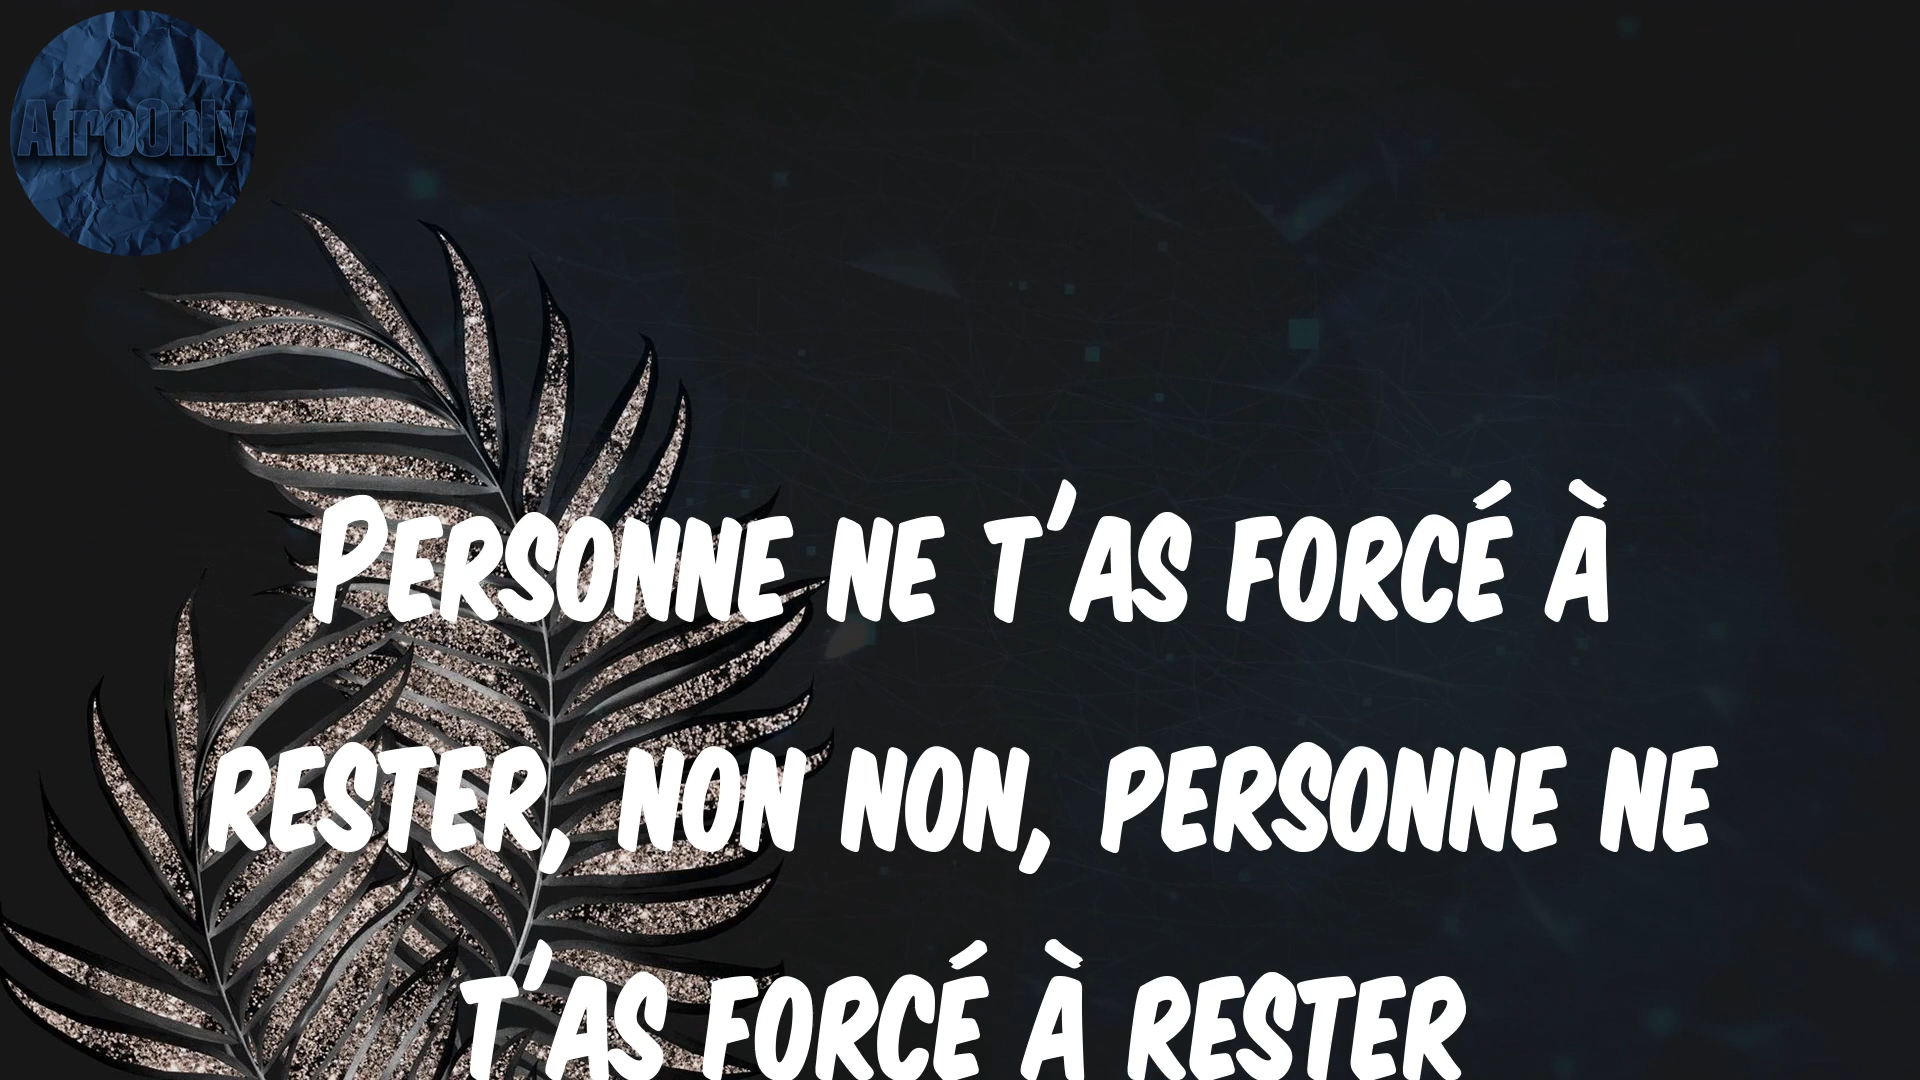 AfroOnly
Personne ne t'as forcé à
rester, non non, personne ne
t'as forcé à rester